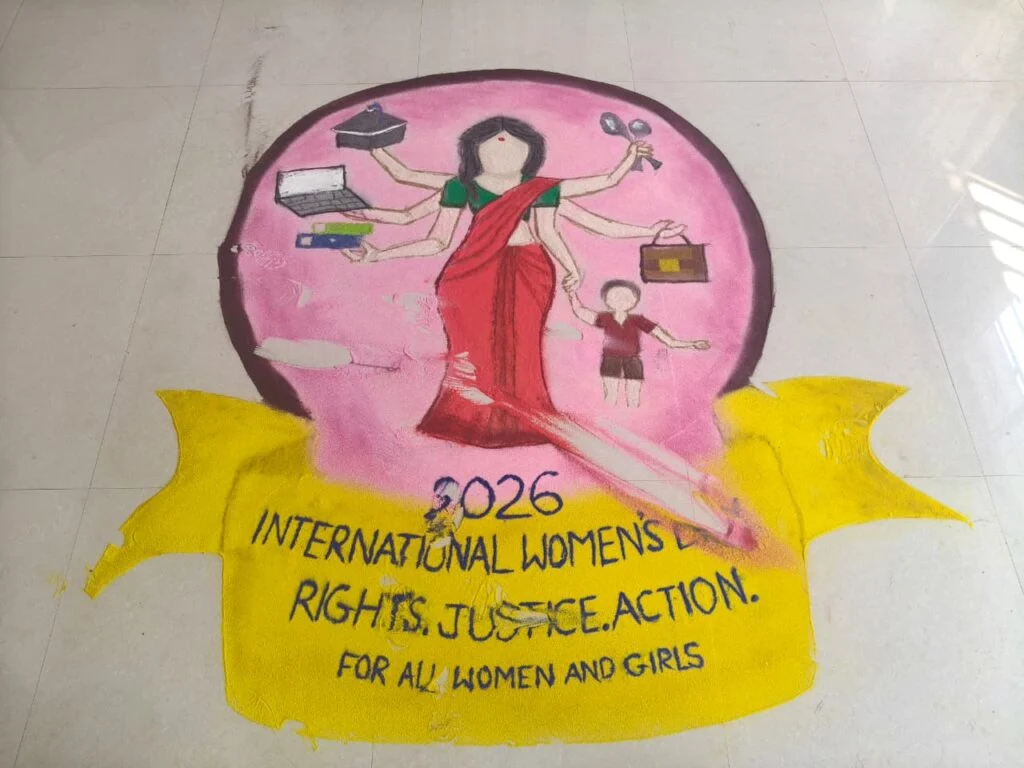 2026
INTERNATIONAL WOMEN'S
RIGHTS. JUSTICE. ACTION.
FOR ALL WOMEN AND GIRLS